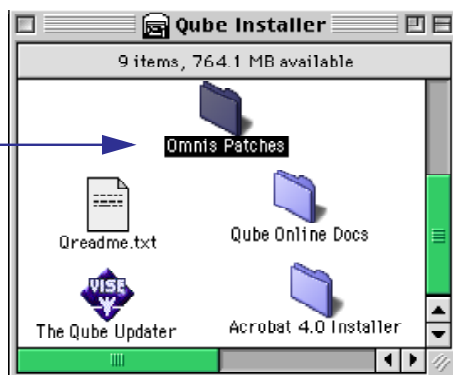 Qube Installer
9 items, 764.1 MB available
Omnis Patches
Qreadme.txt
Qube Online Docs
VISE
The Qube Updater
Acrobat 4.0 Installer